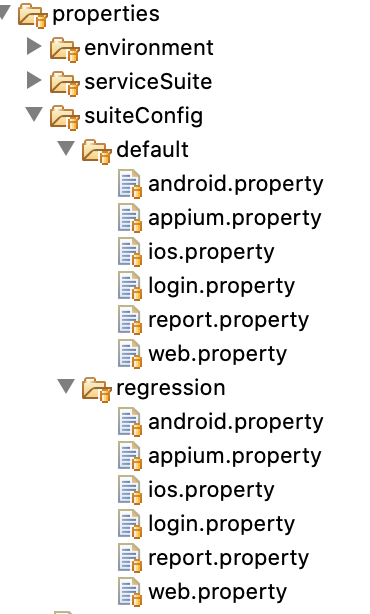 properties
environment
serviceSuite
suiteConfig
default
android.property
appium.property
ios.property
login.property
report.property
web.property
regression
android.property
appium.property
ios.property
login.property
report.property
web.property